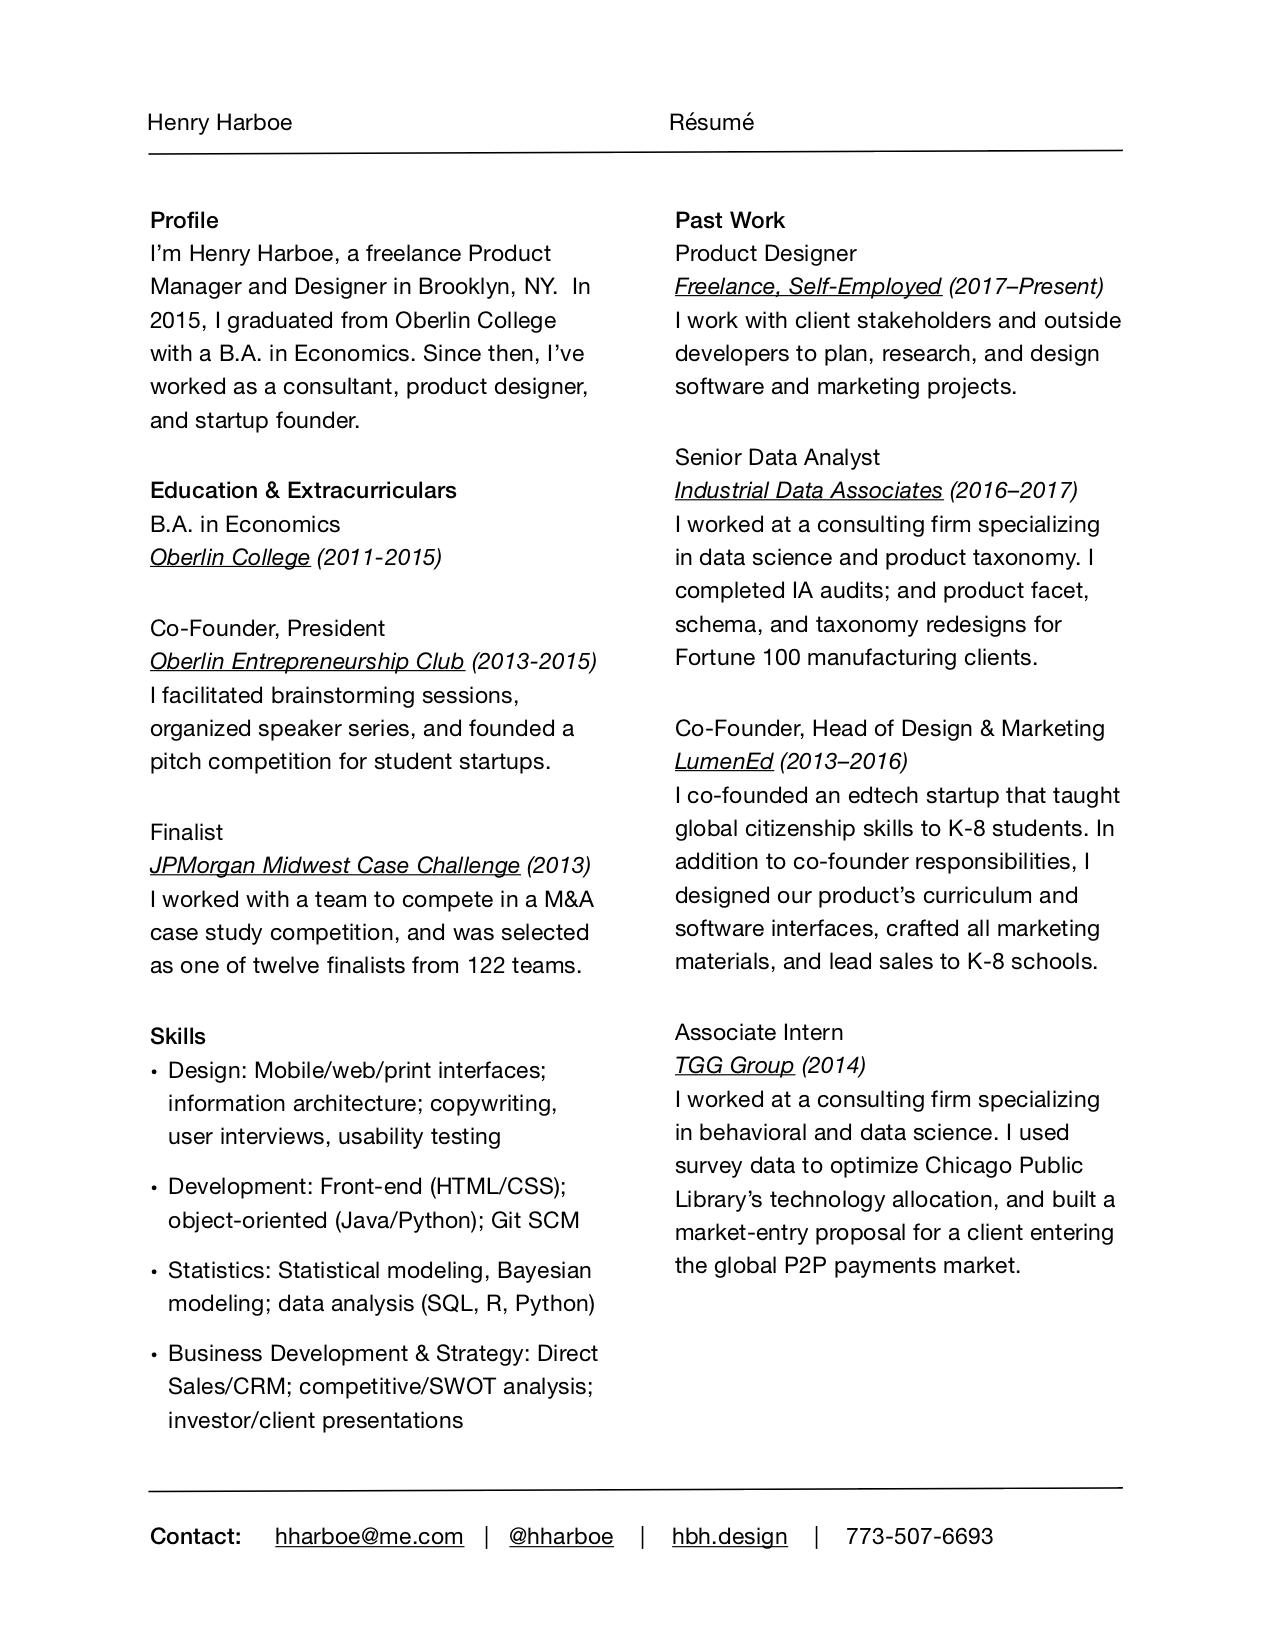 Henry Harboe
Résumé
Profile
I’m Henry Harboe, a freelance Product
Manager and Designer in Brooklyn, NY.  In
2015, I graduated from Oberlin College
with a B.A. in Economics. Since then, I’ve
worked as a consultant, product designer,
and startup founder.
Education & Extracurriculars
B.A. in Economics
Oberlin College (2011-2015)
Co-Founder, President
Oberlin Entrepreneurship Club (2013-2015)
I facilitated brainstorming sessions,
organized speaker series, and founded a
pitch competition for student startups.
Finalist
JPMorgan Midwest Case Challenge (2013)
I worked with a team to compete in a M&A
case study competition, and was selected
as one of twelve finalists from 122 teams.
Skills
• Design: Mobile/web/print interfaces;
information architecture; copywriting,
user interviews, usability testing
• Development: Front-end (HTML/CSS);
object-oriented (Java/Python); Git SCM
• Statistics: Statistical modeling, Bayesian
modeling; data analysis (SQL, R, Python)
• Business Development & Strategy: Direct
Sales/CRM; competitive/SWOT analysis;
investor/client presentations
Past Work
Product Designer
Freelance, Self-Employed (2017–Present)
I work with client stakeholders and outside
developers to plan, research, and design
software and marketing projects.
Senior Data Analyst
Industrial Data Associates (2016–2017)
I worked at a consulting firm specializing
in data science and product taxonomy. I
completed IA audits; and product facet,
schema, and taxonomy redesigns for
Fortune 100 manufacturing clients.
Co-Founder, Head of Design & Marketing
LumenEd (2013–2016)
I co-founded an edtech startup that taught
global citizenship skills to K-8 students. In
addition to co-founder responsibilities, I
designed our product’s curriculum and
software interfaces, crafted all marketing
materials, and lead sales to K-8 schools.
Associate Intern
TGG Group (2014)
I worked at a consulting firm specializing
in behavioral and data science. I used
survey data to optimize Chicago Public
Library’s technology allocation, and built a
market-entry proposal for a client entering
the global P2P payments market.
Contact: hharboe@me.com | @hharboe | hbh.design | 773-507-6693